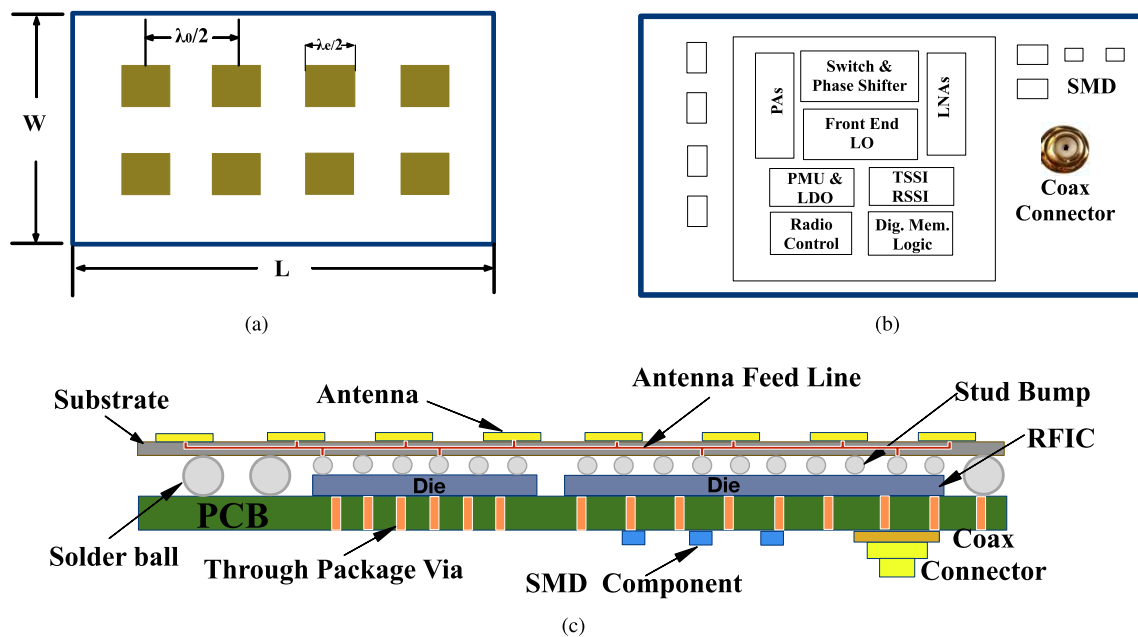 λ0/2
λe/2
W
L
(a)
PAs
Switch &
Phase Shifter
LNAs
Front End
LO
PMU &
LDO
TSSI
RSSI
Radio
Control
Dig. Mem.
Logic
SMD
Coax
Connector
(b)
Substrate
Antenna
Antenna Feed Line
Stud Bump
RFIC
Die
Die
PCB
Solder ball
Through Package Via
SMD Component
Coax
Connector
(c)